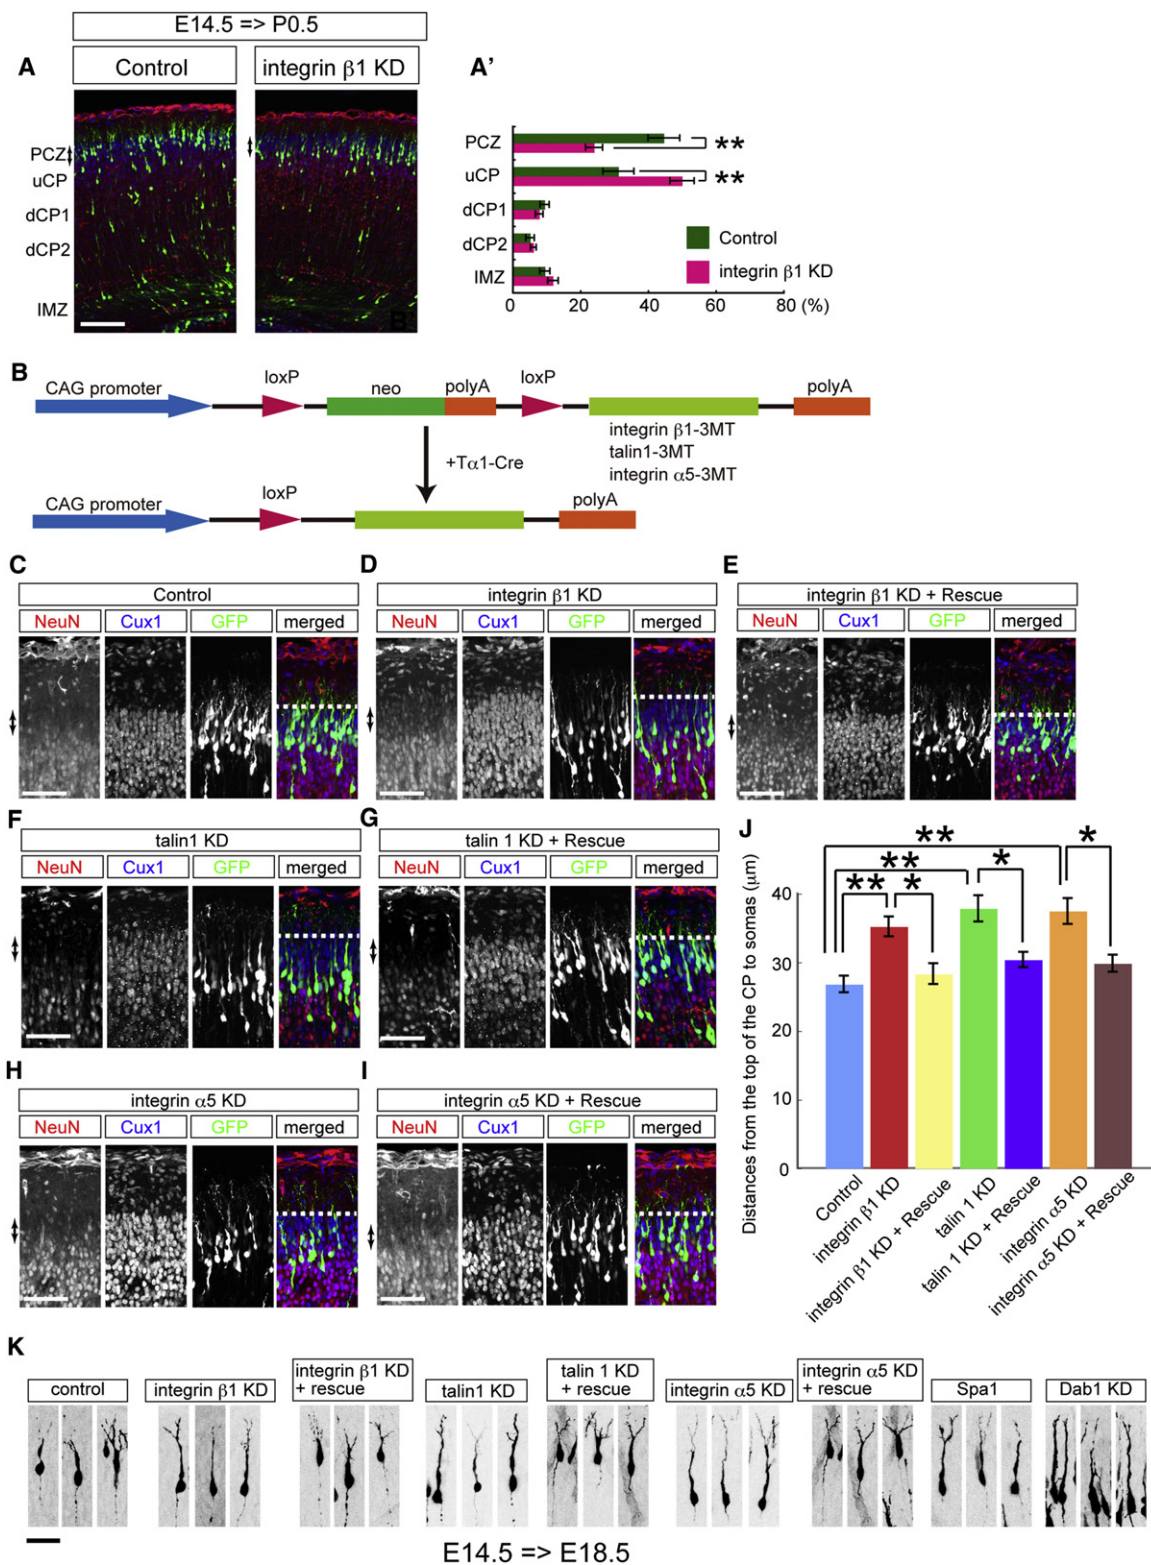 E14.5 => P0.5
A
Control
integrin β1 KD
PCZ
uCP
dCP1
dCP2
IMZ
A'
PCZ
uCP
dCP1
dCP2
IMZ
**
**
Control
integrin β1 KD
0 20 40 60 80 (%)
B
CAG promoter loxP neo polyA loxP polyA
integrin β1-3MT
talin1-3MT
integrin α5-3MT
+Tα1-Cre
CAG promoter loxP polyA
C
Control
NeuN Cux1 GFP merged
D
integrin β1 KD
NeuN Cux1 GFP merged
E
integrin β1 KD + Rescue
NeuN Cux1 GFP merged
F
talin1 KD
NeuN Cux1 GFP merged
G
talin 1 KD + Rescue
NeuN Cux1 GFP merged
H
integrin α5 KD
NeuN Cux1 GFP merged
I
integrin α5 KD + Rescue
NeuN Cux1 GFP merged
J
Distances from the top of the CP to somas (μm)
40
30
20
10
0
** *
** *
** *
Control
integrin β1 KD
integrin β1 KD + Rescue
talin 1 KD
talin 1 KD + Rescue
integrin α5 KD
integrin α5 KD + Rescue
K
control
integrin β1 KD
integrin β1 KD
+ rescue
talin1 KD
talin 1 KD
+ rescue
integrin α5 KD
integrin α5 KD
+ rescue
Spa1
Dab1 KD
E14.5 => E18.5